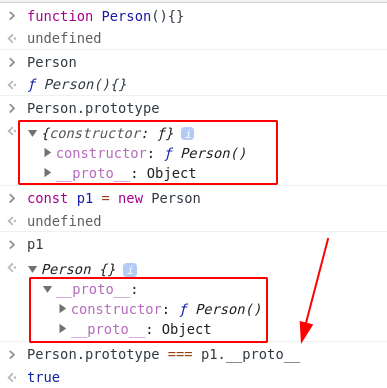 > function Person(){}
< undefined
> Person
< ƒ Person(){}
> Person.prototype
< ▼{constructor: ƒ} i
▶constructor: ƒ Person()
▶__proto__: Object
> const p1 = new Person
< undefined
> p1
< ▼Person {} i
▼__proto__:
▶constructor: ƒ Person()
▶__proto__: Object
> Person.prototype === p1.__proto__
< true